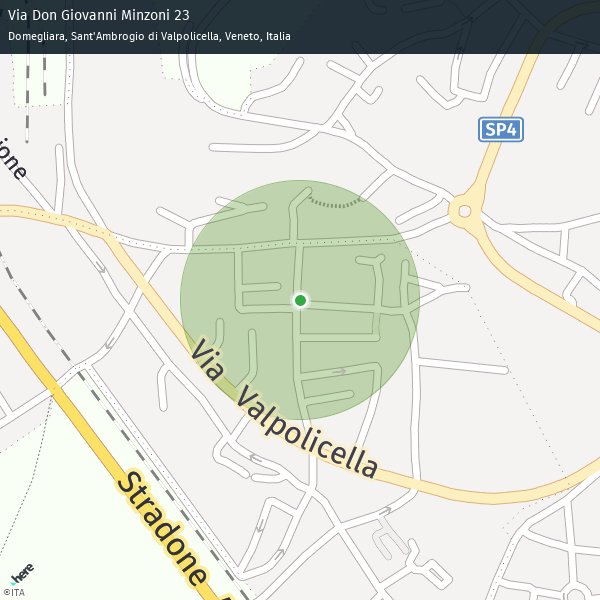 Via Don Giovanni Minzoni 23
Domegliara, Sant'Ambrogio di Valpolicella, Veneto, Italia
SP4
ione
Via Valpolicella
Stradone
here
©ITA